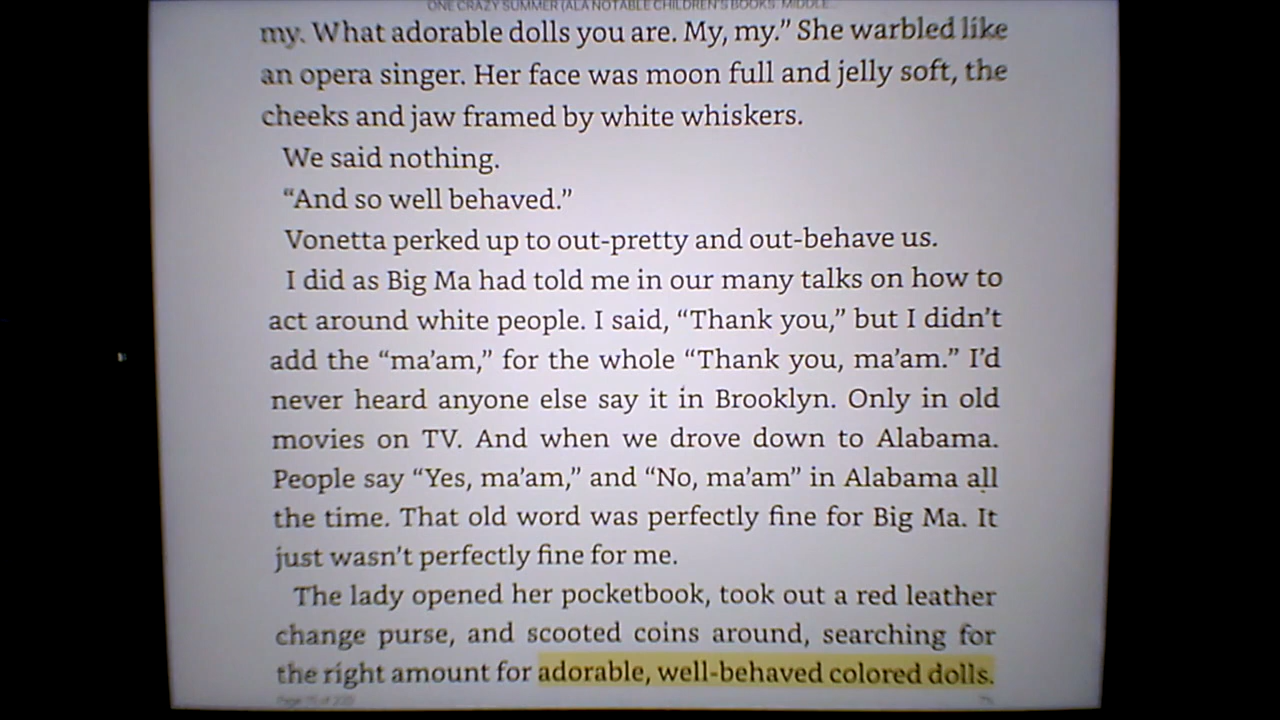 ONE CRAZY SUMMER (ALA NOTABLE CHILDREN'S BOOKS. MIDDLE...
my. What adorable dolls you are. My, my.” She warbled like
an opera singer. Her face was moon full and jelly soft, the
cheeks and jaw framed by white whiskers.
We said nothing.
“And so well behaved.”
Vonetta perked up to out-pretty and out-behave us.
I did as Big Ma had told me in our many talks on how to
act around white people. I said, “Thank you,” but I didn’t
add the “ma’am,” for the whole “Thank you, ma’am.” I’d
never heard anyone else say it in Brooklyn. Only in old
movies on TV. And when we drove down to Alabama.
People say “Yes, ma’am,” and “No, ma’am” in Alabama all
the time. That old word was perfectly fine for Big Ma. It
just wasn’t perfectly fine for me.
The lady opened her pocketbook, took out a red leather
change purse, and scooted coins around, searching for
the right amount for adorable, well-behaved colored dolls.